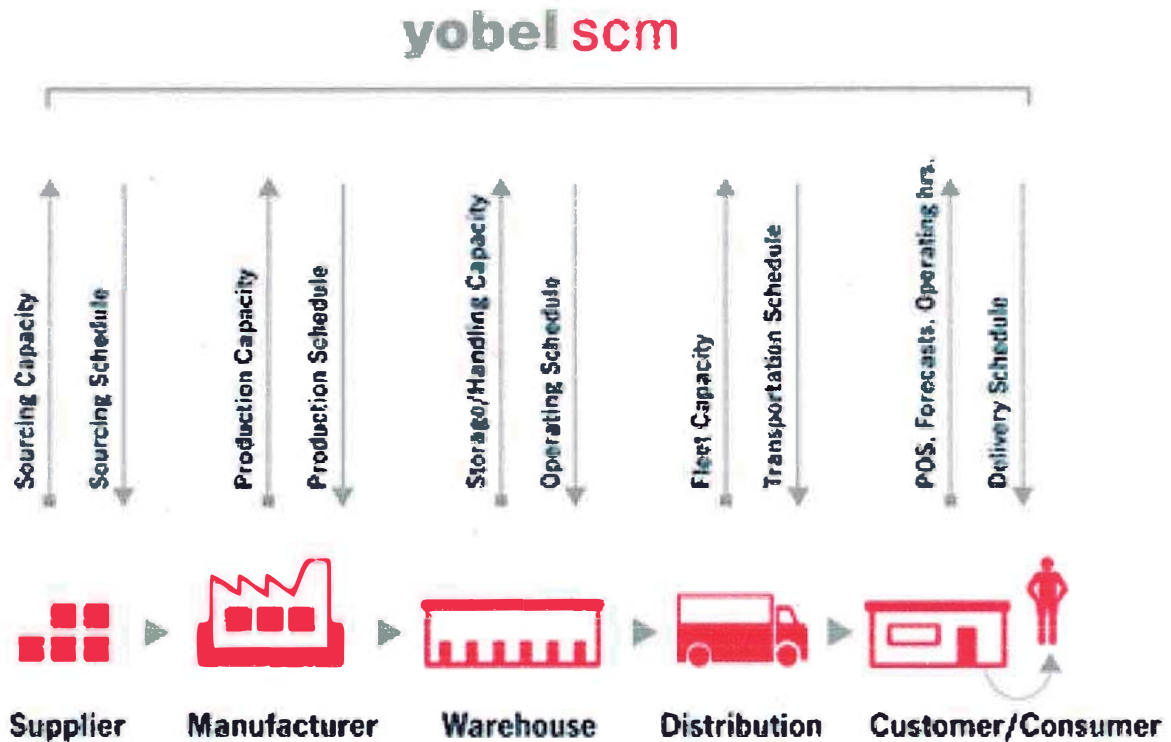 yobel scm
Sourcing Capacity
Sourcing Schedule
Production Capacity
Production Schedule
Storage/Handling Capacity
Operating Schedule
Fleet Capacity
Transportation Schedule
POS. Forecasts. Operating hrs.
Delivery Schedule
Supplier
Manufacturer
Warehouse
Distribution
Customer/Consumer